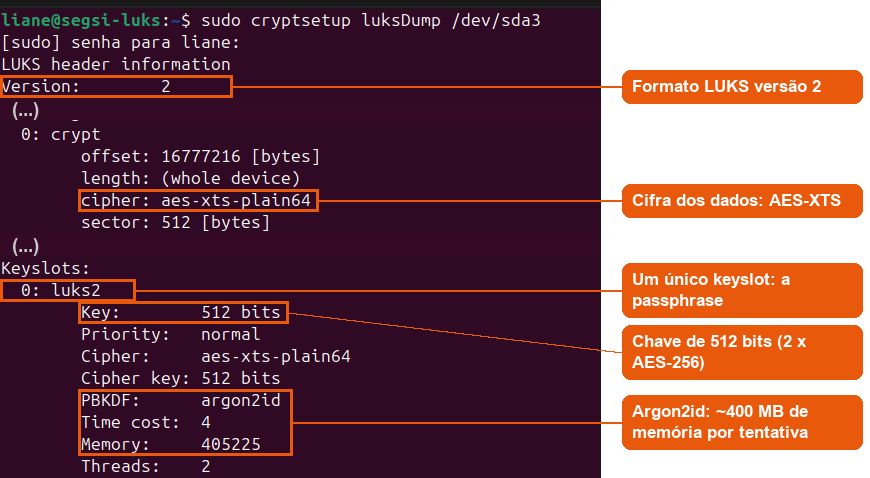 liane@segsi-luks:~$ sudo cryptsetup luksDump /dev/sda3
[sudo] senha para liane:
LUKS header information
Version: 2
(...)
0: crypt
offset: 16777216 [bytes]
length: (whole device)
cipher: aes-xts-plain64
sector: 512 [bytes]
(...)
Keyslots:
0: luks2
Key: 512 bits
Priority: normal
Cipher: aes-xts-plain64
Cipher key: 512 bits
PBKDF: argon2id
Time cost: 4
Memory: 405225
Threads: 2
Formato LUKS versão 2
Cifra dos dados: AES-XTS
Um único keyslot: a
passphrase
Chave de 512 bits (2 x
AES-256)
Argon2id: ~400 MB de
memória por tentativa